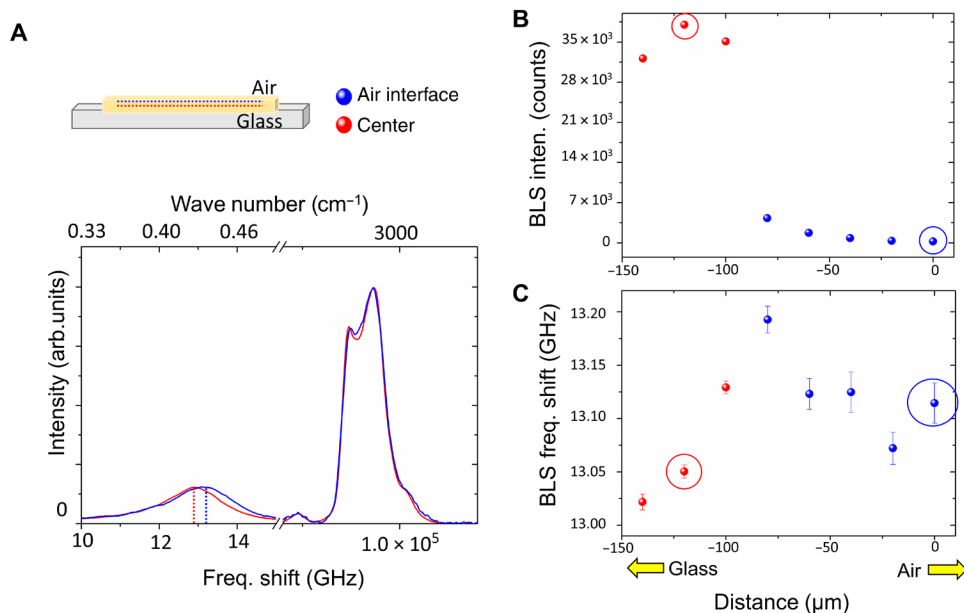 A
Air
Glass
Air interface
Center
Wave number (cm⁻¹)
0.33 0.40 0.46 3000
Intensity (arb.units)
0
10 12 14 1.0 × 10⁵
Freq. shift (GHz)
B
BLS inten. (counts)
35 × 10³
28 × 10³
21 × 10³
14 × 10³
7 × 10³
0
−150 −100 −50 0
C
BLS freq. shift (GHz)
13.20
13.15
13.10
13.05
13.00
−150 −100 −50 0
Glass Air
Distance (μm)